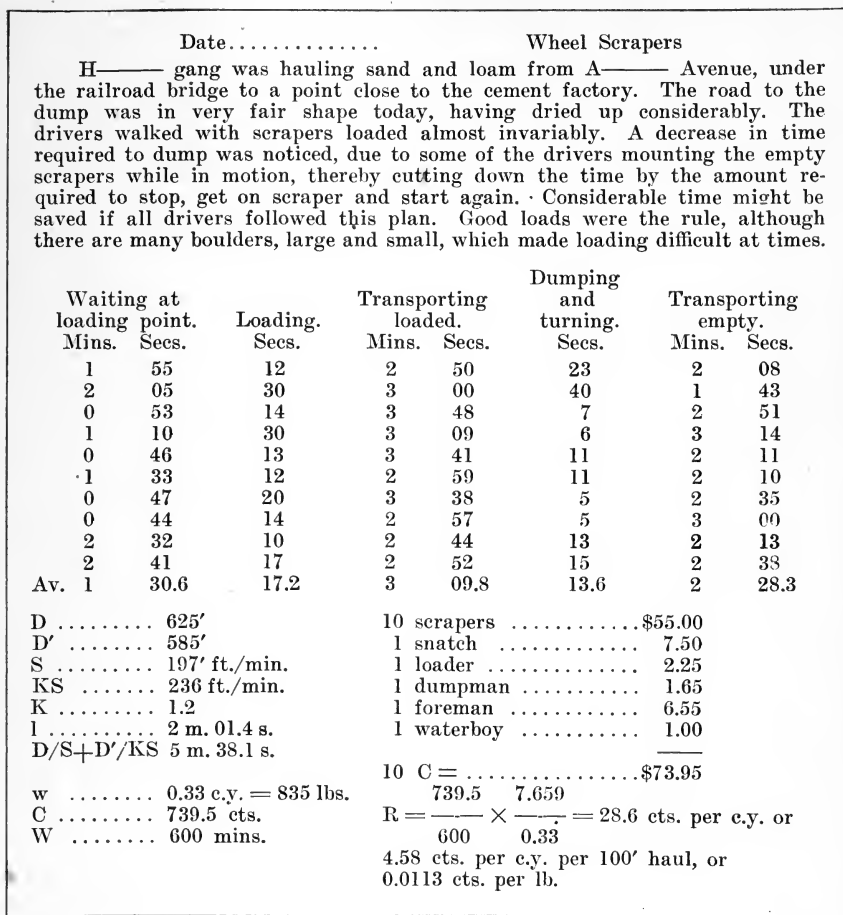 Date............... Wheel Scrapers
H—— gang was hauling sand and loam from A—— Avenue, under
the railroad bridge to a point close to the cement factory. The road to the
dump was in very fair shape today, having dried up considerably. The
drivers walked with scrapers loaded almost invariably. A decrease in time
required to dump was noticed, due to some of the drivers mounting the empty
scrapers while in motion, thereby cutting down the time by the amount re-
quired to stop, get on scraper and start again. Considerable time might be
saved if all drivers followed this plan. Good loads were the rule, although
there are many boulders, large and small, which made loading difficult at times.
Dumping
Waiting at Transporting and Transporting
loading point. Loading. loaded. turning. empty.
Mins. Secs. Secs. Mins. Secs. Secs. Mins. Secs.
1 55 12 2 50 23 2 08
2 05 30 3 00 40 1 43
0 53 14 3 48 7 2 51
1 10 30 3 09 6 3 14
0 46 13 3 41 11 2 11
1 33 12 2 59 11 2 10
0 47 20 3 38 5 2 35
0 44 14 2 57 5 3 00
2 32 10 2 44 13 2 13
2 41 17 2 52 15 2 38
Av. 1 30.6 17.2 3 09.8 13.6 2 28.3
D ......... 625′
D′ ........ 585′
S ......... 197′ ft./min.
KS ....... 236 ft./min.
K ......... 1.2
l .......... 2 m. 01.4 s.
D/S+D′/KS 5 m. 38.1 s.
w ........ 0.33 c.y. = 835 lbs.
C ......... 739.5 cts.
W ........ 600 mins.
10 scrapers ............$55.00
1 snatch ............. 7.50
1 loader .............. 2.25
1 dumpman ........... 1.65
1 foreman ............ 6.55
1 waterboy ........... 1.00
10 C = ................$73.95
739.5 7.659
R = —— × —— = 28.6 cts. per c.y. or
600 0.33
4.58 cts. per c.y. per 100′ haul, or
0.0113 cts. per lb.